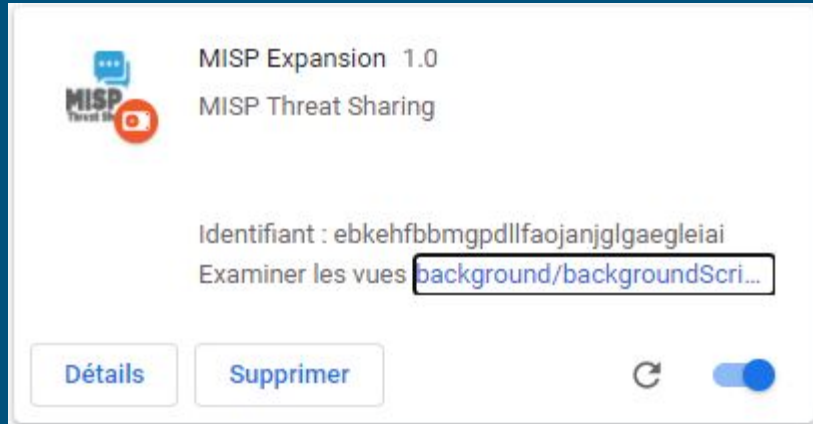 MISP Expansion 1.0
MISP
Threat Sh
MISP Threat Sharing
Identifiant : ebkehfbbmgpdllfaojanjglgaegleiai
Examiner les vues background/backgroundScri...
Détails
Supprimer